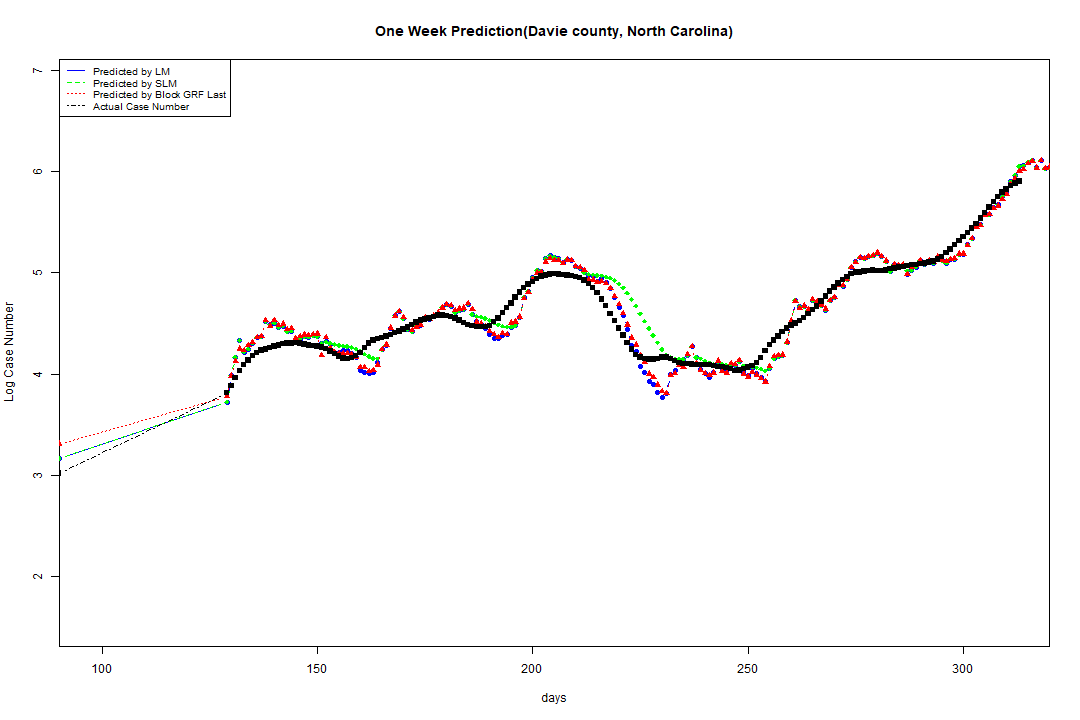 One Week Prediction(Davie county, North Carolina)
Predicted by LM
Predicted by SLM
Predicted by Block GRF Last
Actual Case Number
Log Case Number
7
6
5
4
3
2
100 150 200 250 300
days